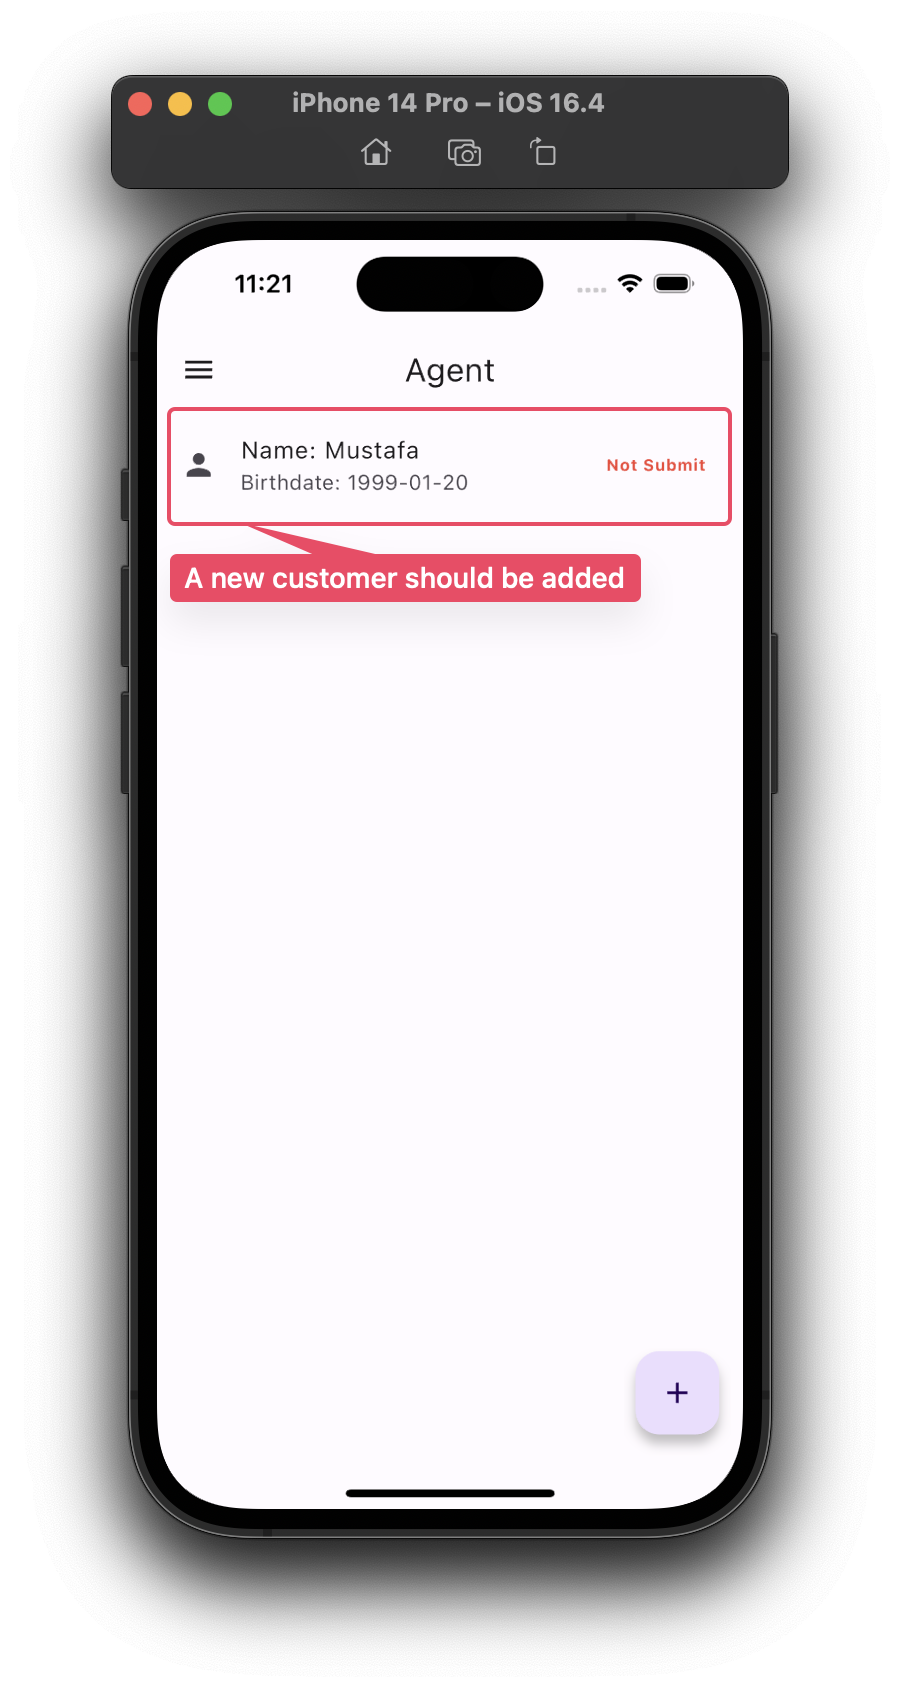 iPhone 14 Pro – iOS 16.4
11:21
Agent
Name: Mustafa
Birthdate: 1999-01-20
Not Submit
A new customer should be added
+